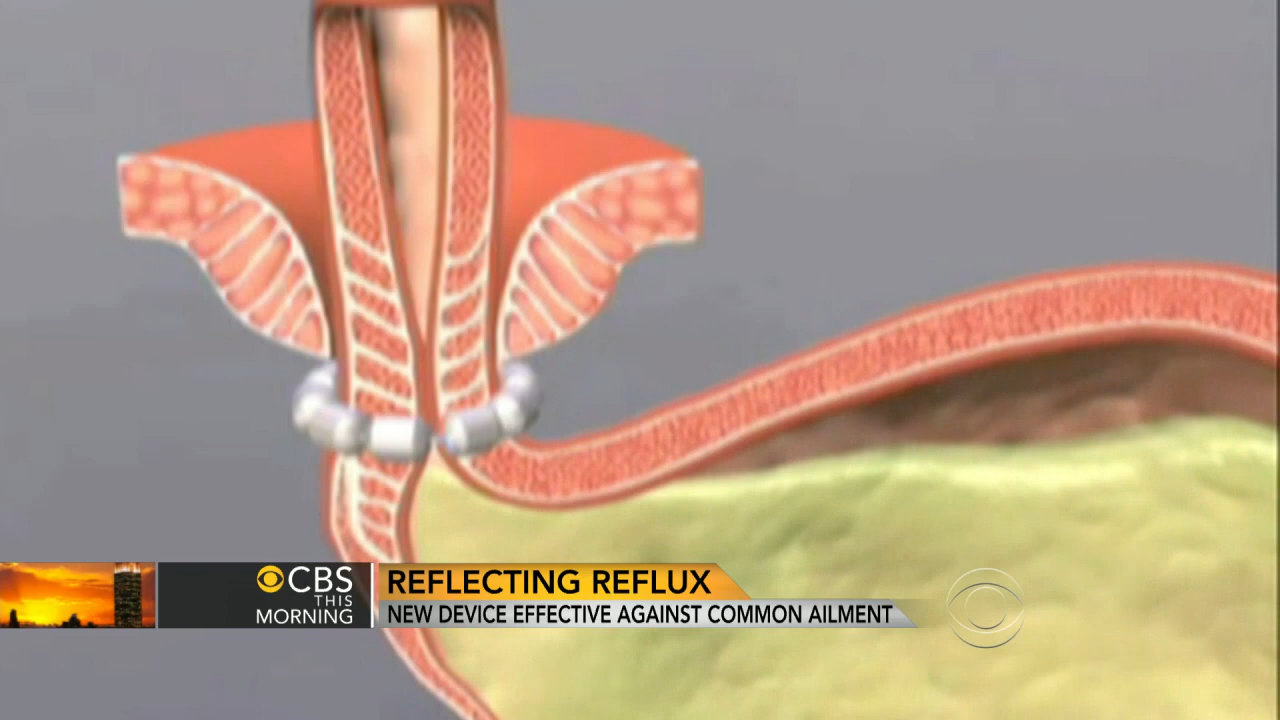 CBS
THIS
MORNING
REFLECTING REFLUX
NEW DEVICE EFFECTIVE AGAINST COMMON AILMENT